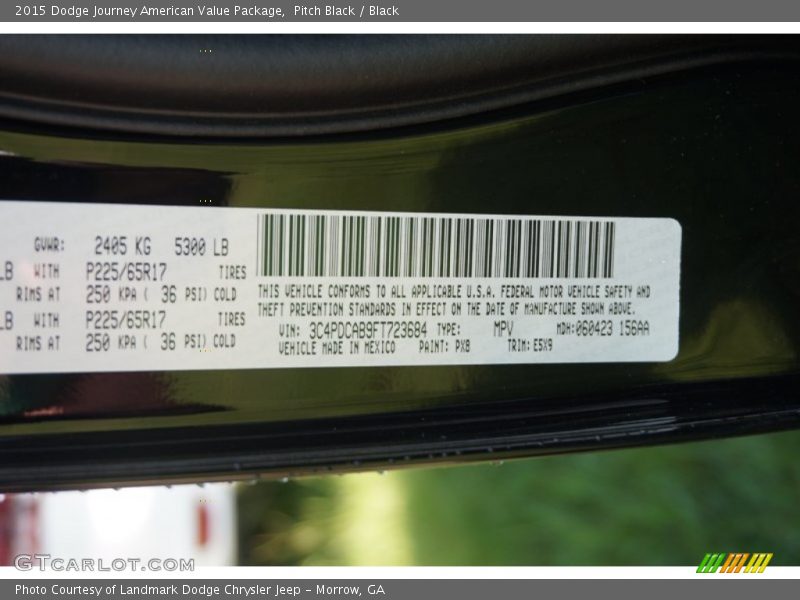 2015 Dodge Journey American Value Package,  Pitch Black / Black
GVWR: 2405 KG 5300 LB
LB WITH P225/65R17 TIRES
RIMS AT 250 KPA ( 36 PSI) COLD
LB WITH P225/65R17 TIRES
RIMS AT 250 KPA ( 36 PSI) COLD
THIS VEHICLE CONFORMS TO ALL APPLICABLE U.S.A. FEDERAL MOTOR VEHICLE SAFETY AND
THEFT PREVENTION STANDARDS IN EFFECT ON THE DATE OF MANUFACTURE SHOWN ABOVE.
VIN: 3C4PDCAB9FT723684 TYPE: MPV MDH:060423 156AA
VEHICLE MADE IN MEXICO PAINT: PX8 TRIM: E5X9
GTCARLOT.COM
Photo Courtesy of Landmark Dodge Chrysler Jeep – Morrow, GA